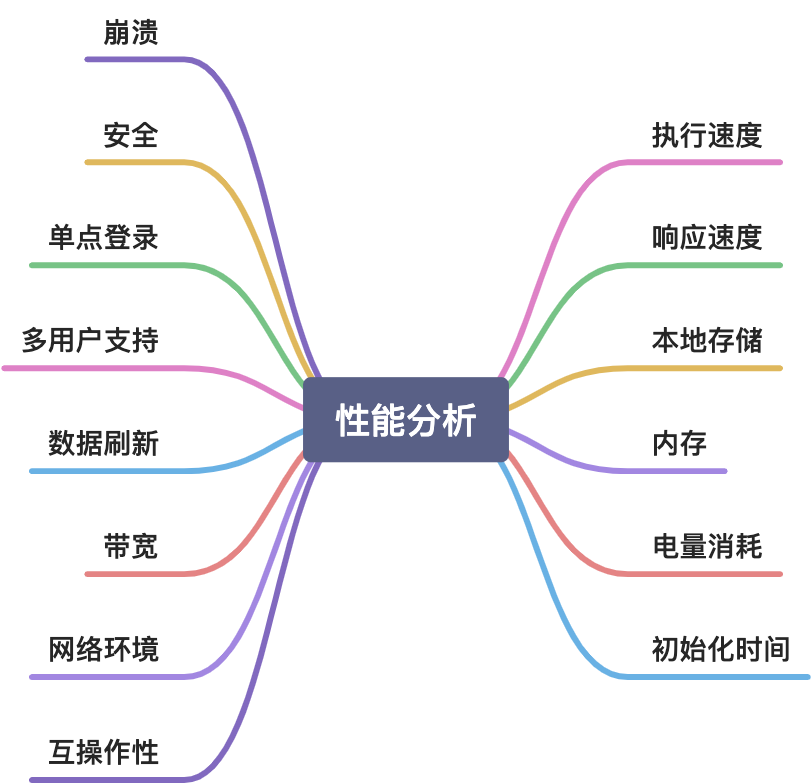 崩溃
安全
单点登录
多用户支持
数据刷新
带宽
网络环境
互操作性
性能分析
执行速度
响应速度
本地存储
内存
电量消耗
初始化时间